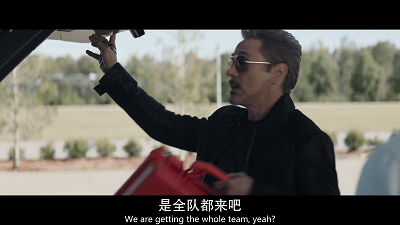 是全队都来吧
We are getting the whole team, yeah?